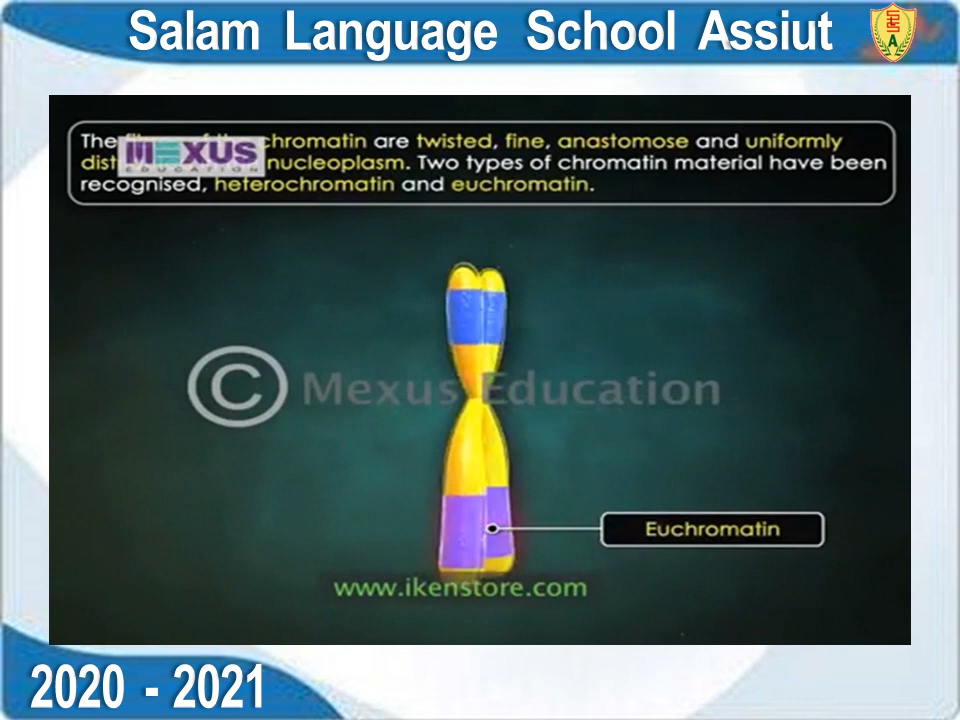 Salam Language School Assiut
The chromatin are twisted, fine, anastomose and uniformly
nucleoplasm. Two types of chromatin material have been
recognised, heterochromatin and euchromatin.
MEXUS
EDUCATION
© Mexus Education
Euchromatin
www.ikenstore.com
2020 - 2021